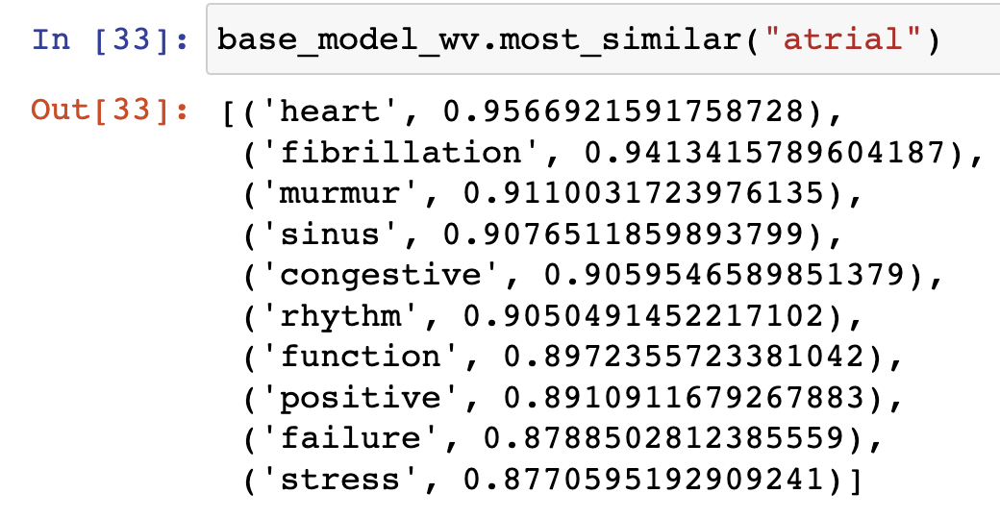 In [33]: base_model_wv.most_similar("atrial")
Out[33]: [('heart', 0.9566921591758728),
('fibrillation', 0.9413415789604187),
('murmur', 0.9110031723976135),
('sinus', 0.9076511859893799),
('congestive', 0.9059546589851379),
('rhythm', 0.9050491452217102),
('function', 0.8972355723381042),
('positive', 0.8910911679267883),
('failure', 0.8788502812385559),
('stress', 0.8770595192909241)]